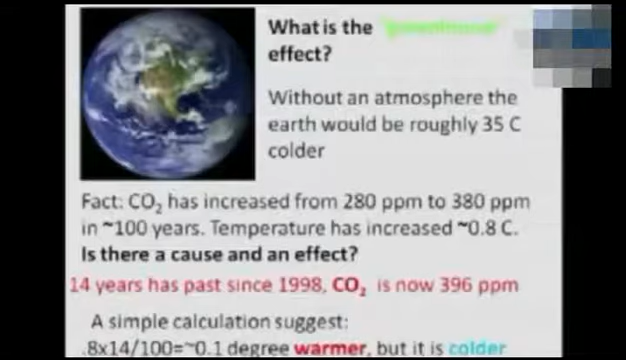 What is the "greenhouse"
effect?
Without an atmosphere the
earth would be roughly 35 C
colder
Fact: CO₂ has increased from 280 ppm to 380 ppm
in ~100 years. Temperature has increased ~0.8 C.
Is there a cause and an effect?
14 years has past since 1998, CO₂ is now 396 ppm
A simple calculation suggest:
.8x14/100=~0.1 degree warmer, but it is colder